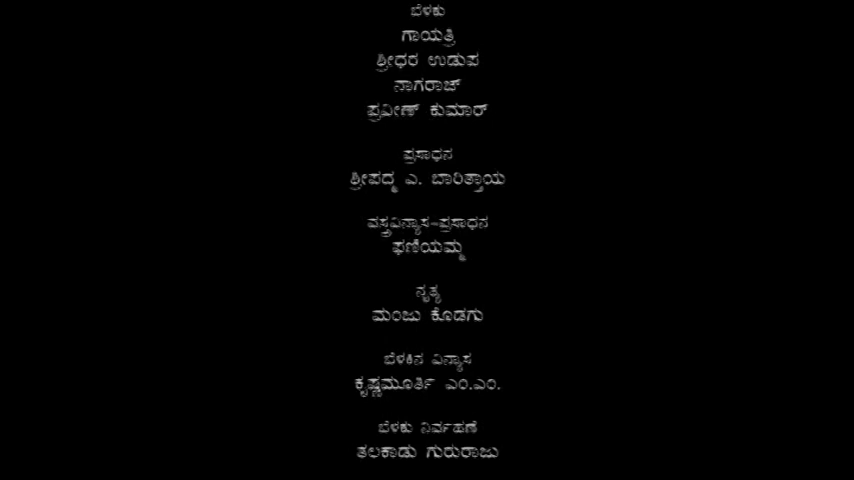 ಬೆಳಕು
ಗಾಯತ್ರಿ
ಶ್ರೀಧರ ಉಡುಪ
ನಾಗರಾಜ್
ಪ್ರವೀಣ್ ಕುಮಾರ್
ಪ್ರಸಾಧನ
ಶ್ರೀಪದ್ಮ ಎ. ಬಾರಿತ್ತಾಯ
ವಸ್ತ್ರವಿನ್ಯಾಸ-ಪ್ರಸಾಧನ
ಫಣಿಯಮ್ಮ
ನೃತ್ಯ
ಮಂಜು ಕೊಡಗು
ಬೆಳಕಿನ ವಿನ್ಯಾಸ
ಕೃಷ್ಣಮೂರ್ತಿ ಎಂ.ಎಂ.
ಬೆಳಕು ನಿರ್ವಹಣೆ
ತಲಕಾಡು ಗುರುರಾಜು